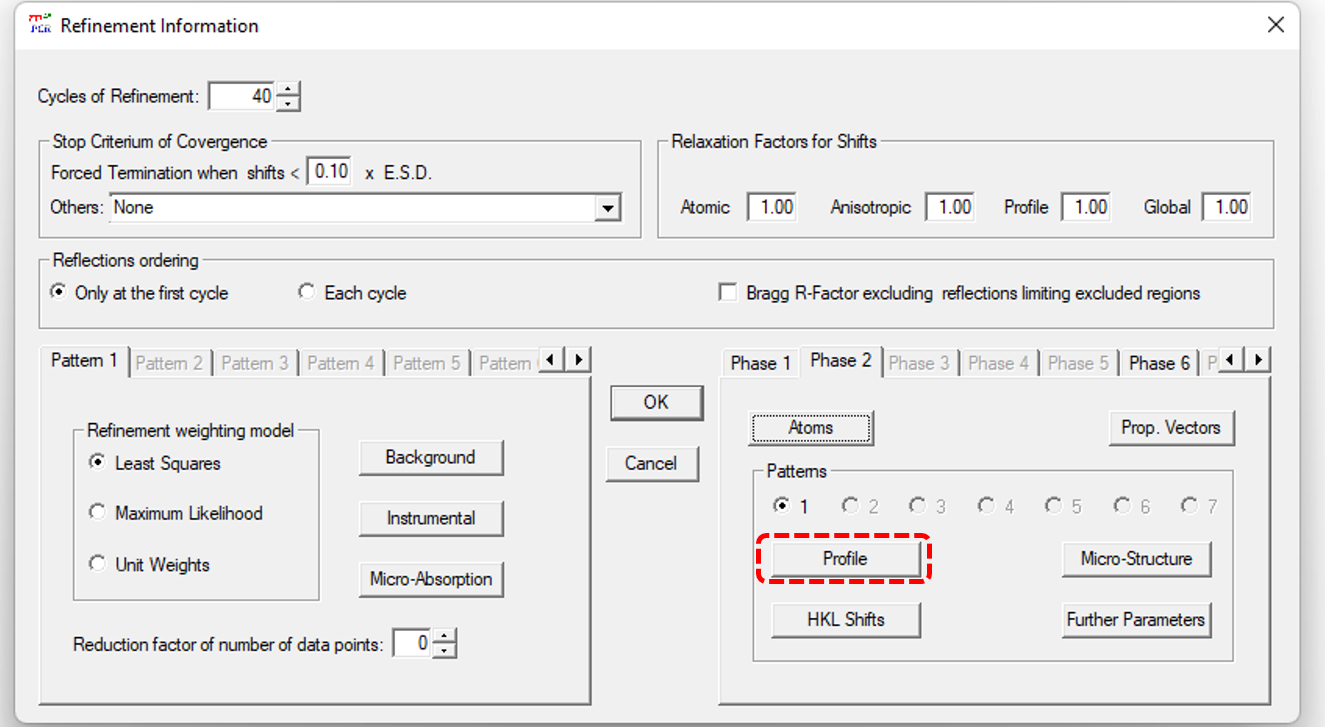 Refinement Information
Cycles of Refinement: 40
Stop Criterium of Covergence
Forced Termination when shifts < 0.10 x E.S.D.
Others: None
Relaxation Factors for Shifts
Atomic 1.00 Anisotropic 1.00 Profile 1.00 Global 1.00
Reflections ordering
Only at the first cycle Each cycle Bragg R-Factor excluding reflections limiting excluded regions
Pattern 1 Pattern 2 Pattern 3 Pattern 4 Pattern 5 Pattern
Refinement weighting model
Least Squares
Maximum Likelihood
Unit Weights
Background
Instrumental
Micro-Absorption
Reduction factor of number of data points: 0
OK
Cancel
Phase 1 Phase 2 Phase 3 Phase 4 Phase 5 Phase 6
Atoms Prop. Vectors
Patterns
1 2 3 4 5 6 7
Profile Micro-Structure
HKL Shifts Further Parameters